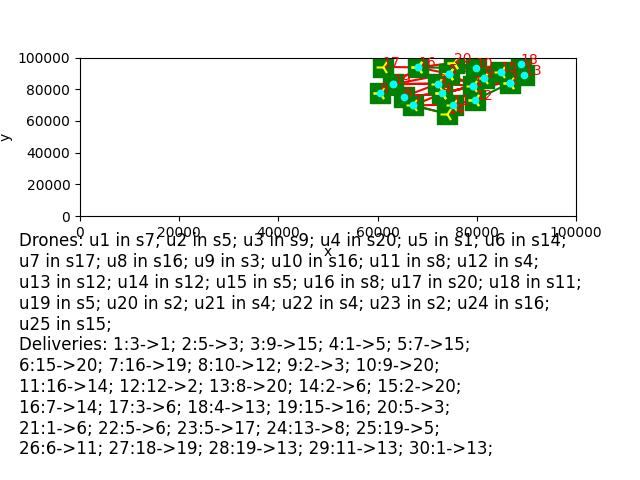 100000
80000
60000
40000
20000
0
y
0 20000 40000 60000 80000 100000
x
17 16 20 18
Drones: u1 in s7; u2 in s5; u3 in s9; u4 in s20; u5 in s1; u6 in s14;
u7 in s17; u8 in s16; u9 in s3; u10 in s16; u11 in s8; u12 in s4;
u13 in s12; u14 in s12; u15 in s5; u16 in s8; u17 in s20; u18 in s11;
u19 in s5; u20 in s2; u21 in s4; u22 in s4; u23 in s2; u24 in s16;
u25 in s15;
Deliveries: 1:3->1; 2:5->3; 3:9->15; 4:1->5; 5:7->15;
6:15->20; 7:16->19; 8:10->12; 9:2->3; 10:9->20;
11:16->14; 12:12->2; 13:8->20; 14:2->6; 15:2->20;
16:7->14; 17:3->6; 18:4->13; 19:15->16; 20:5->3;
21:1->6; 22:5->6; 23:5->17; 24:13->8; 25:19->5;
26:6->11; 27:18->19; 28:19->13; 29:11->13; 30:1->13;